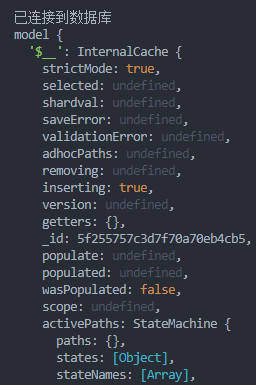 已连接到数据库
model {
  '$__': InternalCache {
    strictMode: true,
    selected: undefined,
    shardval: undefined,
    saveError: undefined,
    validationError: undefined,
    adhocPaths: undefined,
    removing: undefined,
    inserting: true,
    version: undefined,
    getters: {},
    _id: 5f255757c3d7f70a70eb4cb5,
    populate: undefined,
    populated: undefined,
    wasPopulated: false,
    scope: undefined,
    activePaths: StateMachine {
      paths: {},
      states: [Object],
      stateNames: [Array],